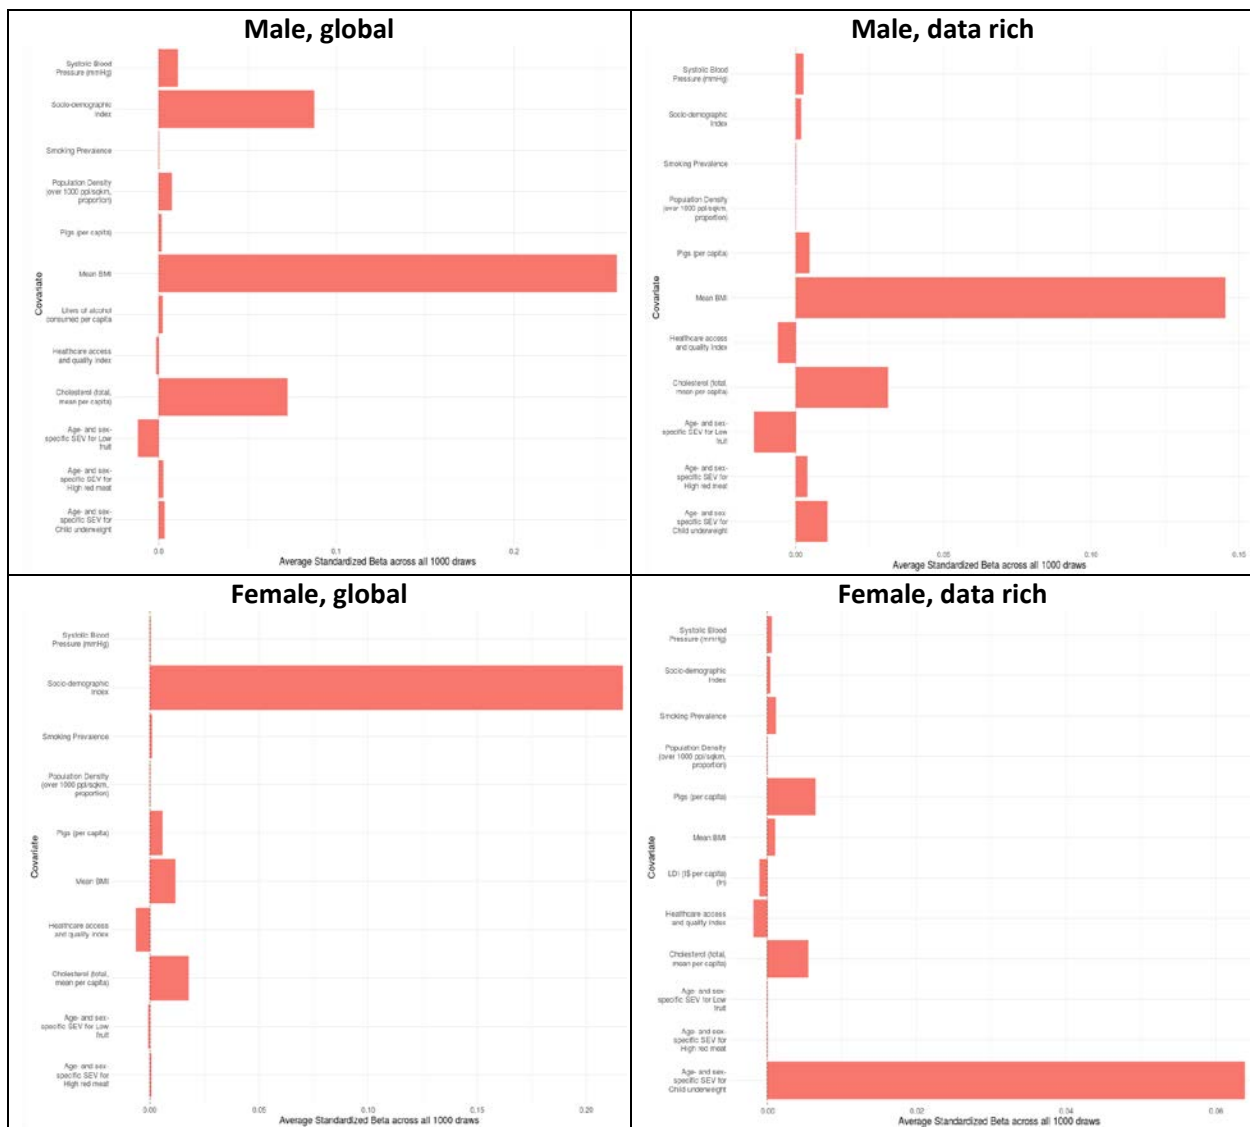 Male, global
Systolic Blood
Pressure (mmHg)
Socio-demographic
Index
Smoking Prevalence
Population Density
(over 1000 ppl/sqkm,
proportion)
Pigs (per capita)
Mean BMI
Liters of alcohol
consumed per capita
Healthcare access
and quality index
Cholesterol (total,
mean per capita)
Age- and sex-
specific SEV for Low
fruit
Age- and sex-
specific SEV for
High red meat
Age- and sex-
specific SEV for
Child underweight
Covariate
0.0 0.1 0.2
Average Standardized Beta across all 1000 draws
Male, data rich
Systolic Blood
Pressure (mmHg)
Socio-demographic
Index
Smoking Prevalence
Population Density
(over 1000 ppl/sqkm,
proportion)
Pigs (per capita)
Mean BMI
Healthcare access
and quality index
Cholesterol (total,
mean per capita)
Age- and sex-
specific SEV for Low
fruit
Age- and sex-
specific SEV for
High red meat
Age- and sex-
specific SEV for
Child underweight
Covariate
0.00 0.05 0.10 0.15
Average Standardized Beta across all 1000 draws
Female, global
Systolic Blood
Pressure (mmHg)
Socio-demographic
Index
Smoking Prevalence
Population Density
(over 1000 ppl/sqkm,
proportion)
Pigs (per capita)
Mean BMI
Healthcare access
and quality index
Cholesterol (total,
mean per capita)
Age- and sex-
specific SEV for Low
fruit
Age- and sex-
specific SEV for
High red meat
Covariate
0.00 0.05 0.10 0.15 0.20
Average Standardized Beta across all 1000 draws
Female, data rich
Systolic Blood
Pressure (mmHg)
Socio-demographic
Index
Smoking Prevalence
Population Density
(over 1000 ppl/sqkm,
proportion)
Pigs (per capita)
Mean BMI
LDI (I$ per capita)
(ln)
Healthcare access
and quality index
Cholesterol (total,
mean per capita)
Age- and sex-
specific SEV for Low
fruit
Age- and sex-
specific SEV for
High red meat
Age- and sex-
specific SEV for
Child underweight
Covariate
0.00 0.02 0.04 0.06
Average Standardized Beta across all 1000 draws